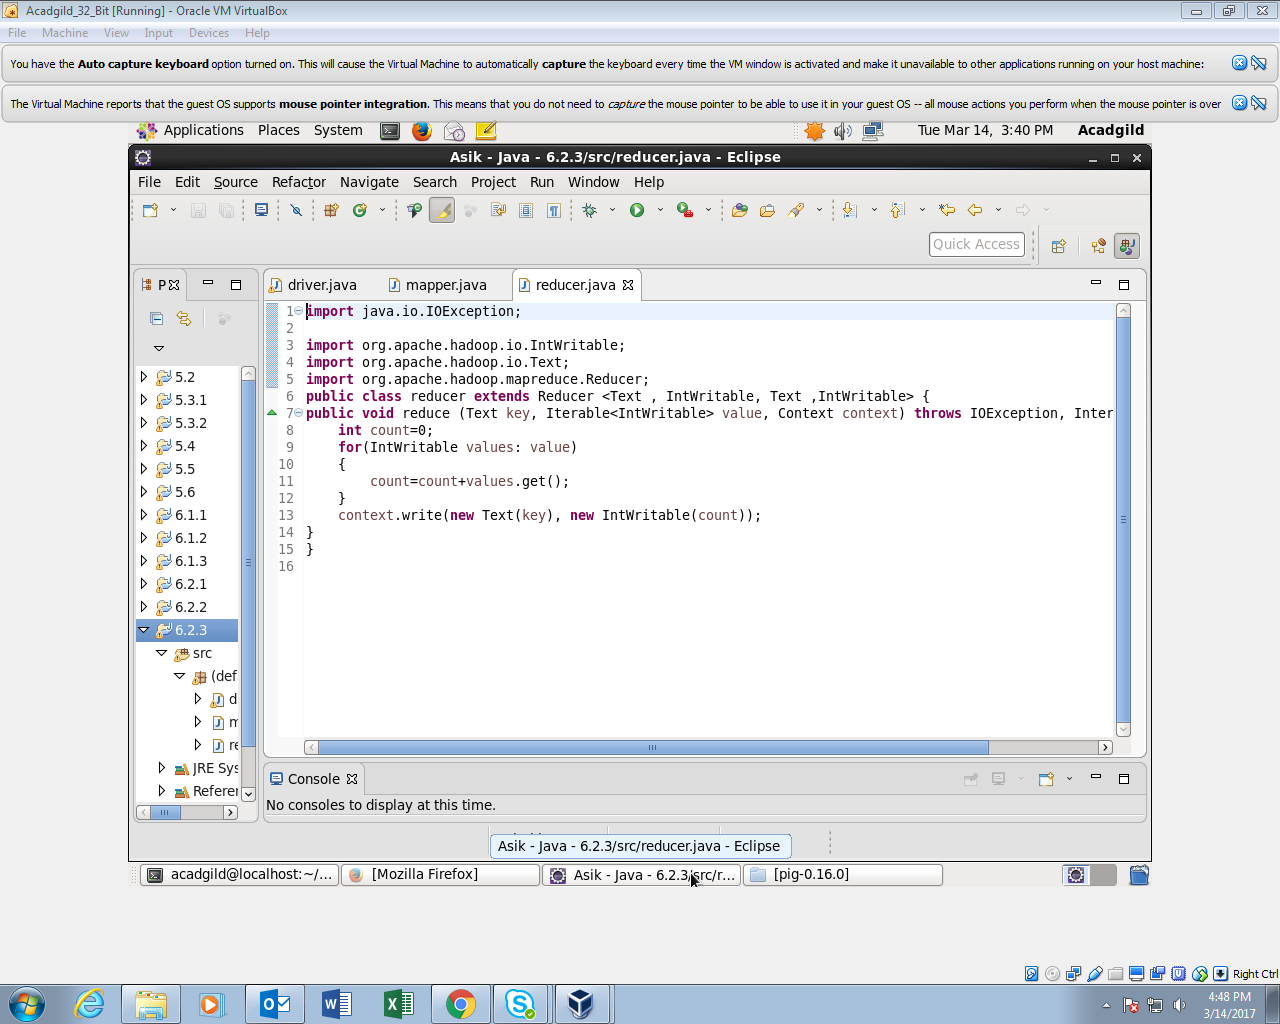 Acadgild_32_Bit [Running] - Oracle VM VirtualBox
File Machine View Input Devices Help
You have the Auto capture keyboard option turned on. This will cause the Virtual Machine to automatically capture the keyboard every time the VM window is activated and make it unavailable to other applications running on your host machine:
The Virtual Machine reports that the guest OS supports mouse pointer integration. This means that you do not need to capture the mouse pointer to be able to use it in your guest OS -- all mouse actions you perform when the mouse pointer is over
Applications Places System Tue Mar 14, 3:40 PM Acadgild
Asik - Java - 6.2.3/src/reducer.java - Eclipse
File Edit Source Refactor Navigate Search Project Run Window Help
Quick Access
P driver.java mapper.java reducer.java
1 import java.io.IOException;
2
3 import org.apache.hadoop.io.IntWritable;
4 import org.apache.hadoop.io.Text;
5 import org.apache.hadoop.mapreduce.Reducer;
6 public class reducer extends Reducer <Text , IntWritable, Text ,IntWritable> {
7 public void reduce (Text key, Iterable<IntWritable> value, Context context) throws IOException, Inter
8 int count=0;
9 for(IntWritable values: value)
10 {
11 count=count+values.get();
12 }
13 context.write(new Text(key), new IntWritable(count));
14 }
15 }
16
5.2
5.3.1
5.3.2
5.4
5.5
5.6
6.1.1
6.1.2
6.1.3
6.2.1
6.2.2
6.2.3
src
(def
d
m
re
JRE Sys
Referen
Console
No consoles to display at this time.
Asik - Java - 6.2.3/src/reducer.java - Eclipse
acadgild@localhost:~/... [Mozilla Firefox] Asik - Java - 6.2.3/src/r... [pig-0.16.0]
Right Ctrl
4:48 PM
3/14/2017